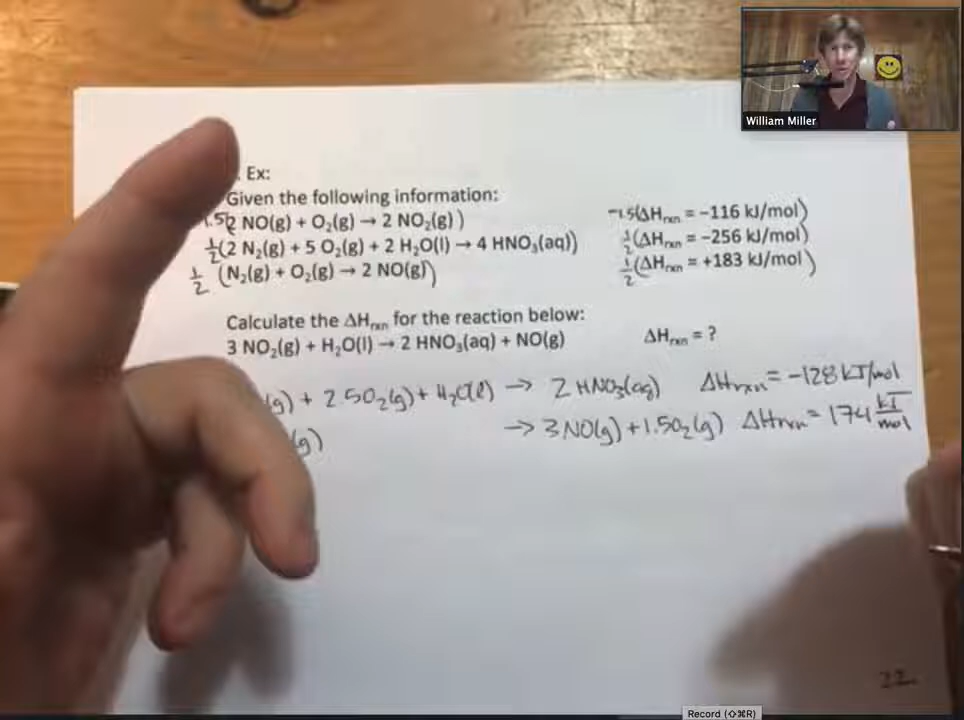 William Miller
. Ex:
Given the following information:
1.5(2 NO(g) + O₂(g) → 2 NO₂(g)) -1.5(ΔHrxn = -116 kJ/mol)
½(2 N₂(g) + 5 O₂(g) + 2 H₂O(l) → 4 HNO₃(aq)) ½(ΔHrxn = -256 kJ/mol)
½ (N₂(g) + O₂(g) → 2 NO(g)) ½(ΔHrxn = +183 kJ/mol)
Calculate the ΔHrxn for the reaction below:
3 NO₂(g) + H₂O(l) → 2 HNO₃(aq) + NO(g) ΔHrxn = ?
(g) + 2.5O₂(g) + H₂O(l) → 2 HNO₃(aq) ΔHrxn = -128 kJ/mol
(g) → 3 NO(g) + 1.5O₂(g) ΔHrxn = 174 kJ/mol
22
Record (⇧⌘R)